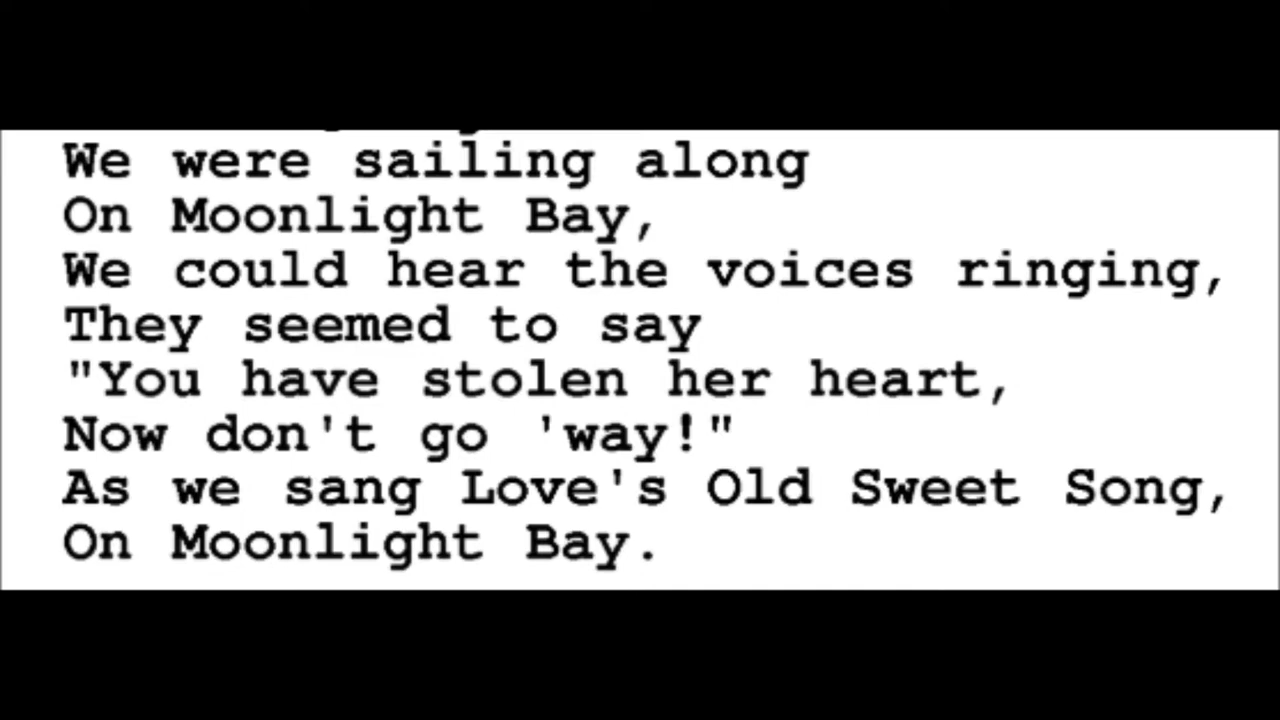 We were sailing along
On Moonlight Bay,
We could hear the voices ringing,
They seemed to say
"You have stolen her heart,
Now don't go 'way!"
As we sang Love's Old Sweet Song,
On Moonlight Bay.